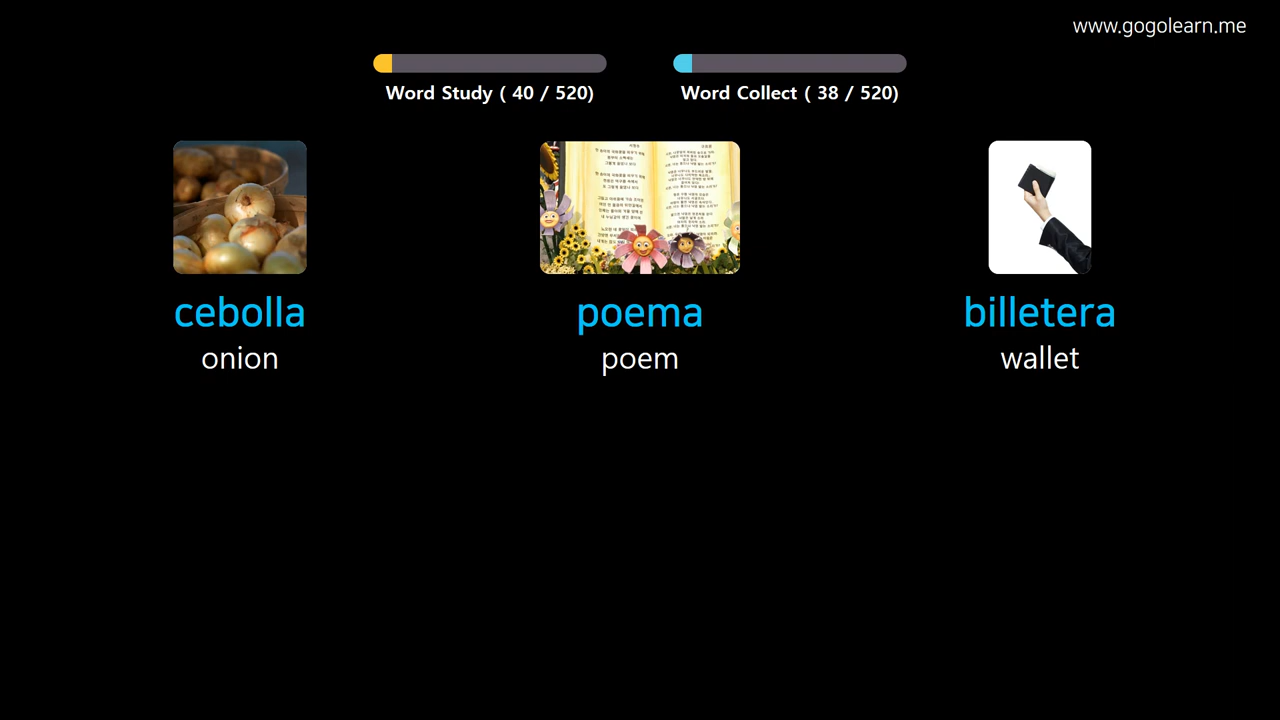 www.gogolearn.me
Word Study ( 40 / 520)
Word Collect ( 38 / 520)
cebolla
onion
poema
poem
billetera
wallet